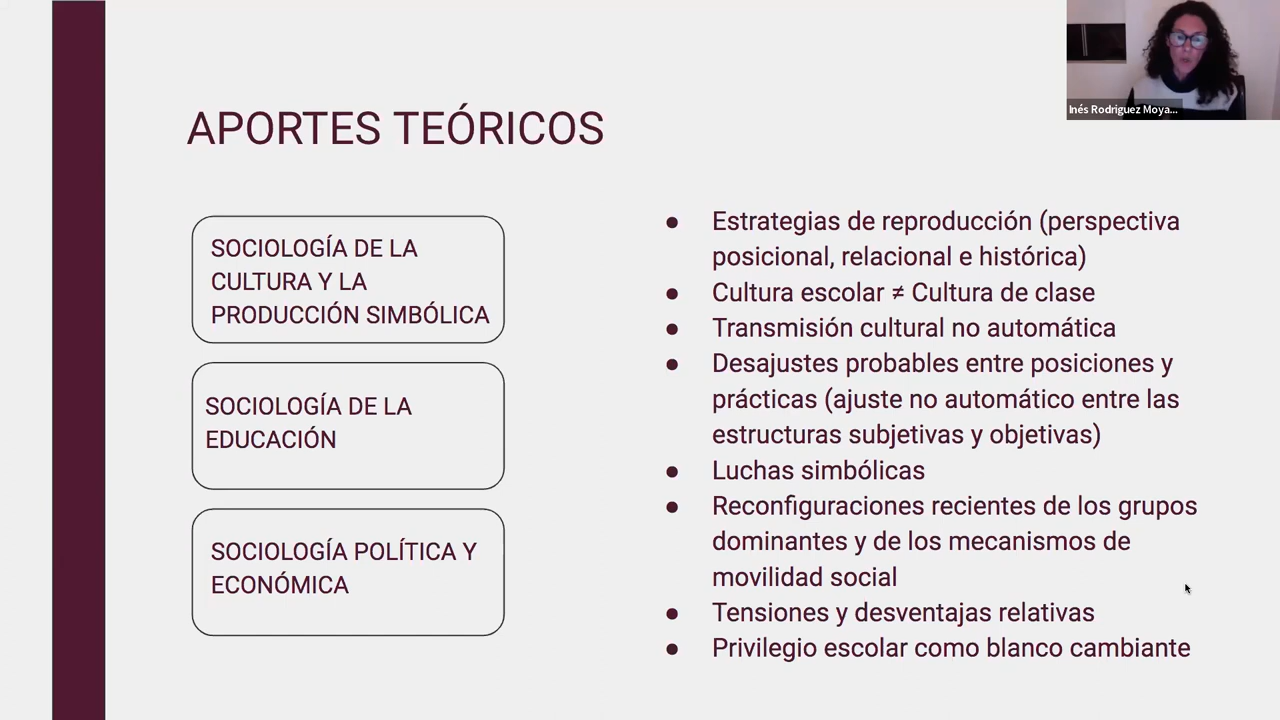 Inés Rodriguez Moya...
APORTES TEÓRICOS
SOCIOLOGÍA DE LA
CULTURA Y LA
PRODUCCIÓN SIMBÓLICA
SOCIOLOGÍA DE LA
EDUCACIÓN
SOCIOLOGÍA POLÍTICA Y
ECONÓMICA
● Estrategias de reproducción (perspectiva
posicional, relacional e histórica)
● Cultura escolar ≠ Cultura de clase
● Transmisión cultural no automática
● Desajustes probables entre posiciones y
prácticas (ajuste no automático entre las
estructuras subjetivas y objetivas)
● Luchas simbólicas
● Reconfiguraciones recientes de los grupos
dominantes y de los mecanismos de
movilidad social
● Tensiones y desventajas relativas
● Privilegio escolar como blanco cambiante